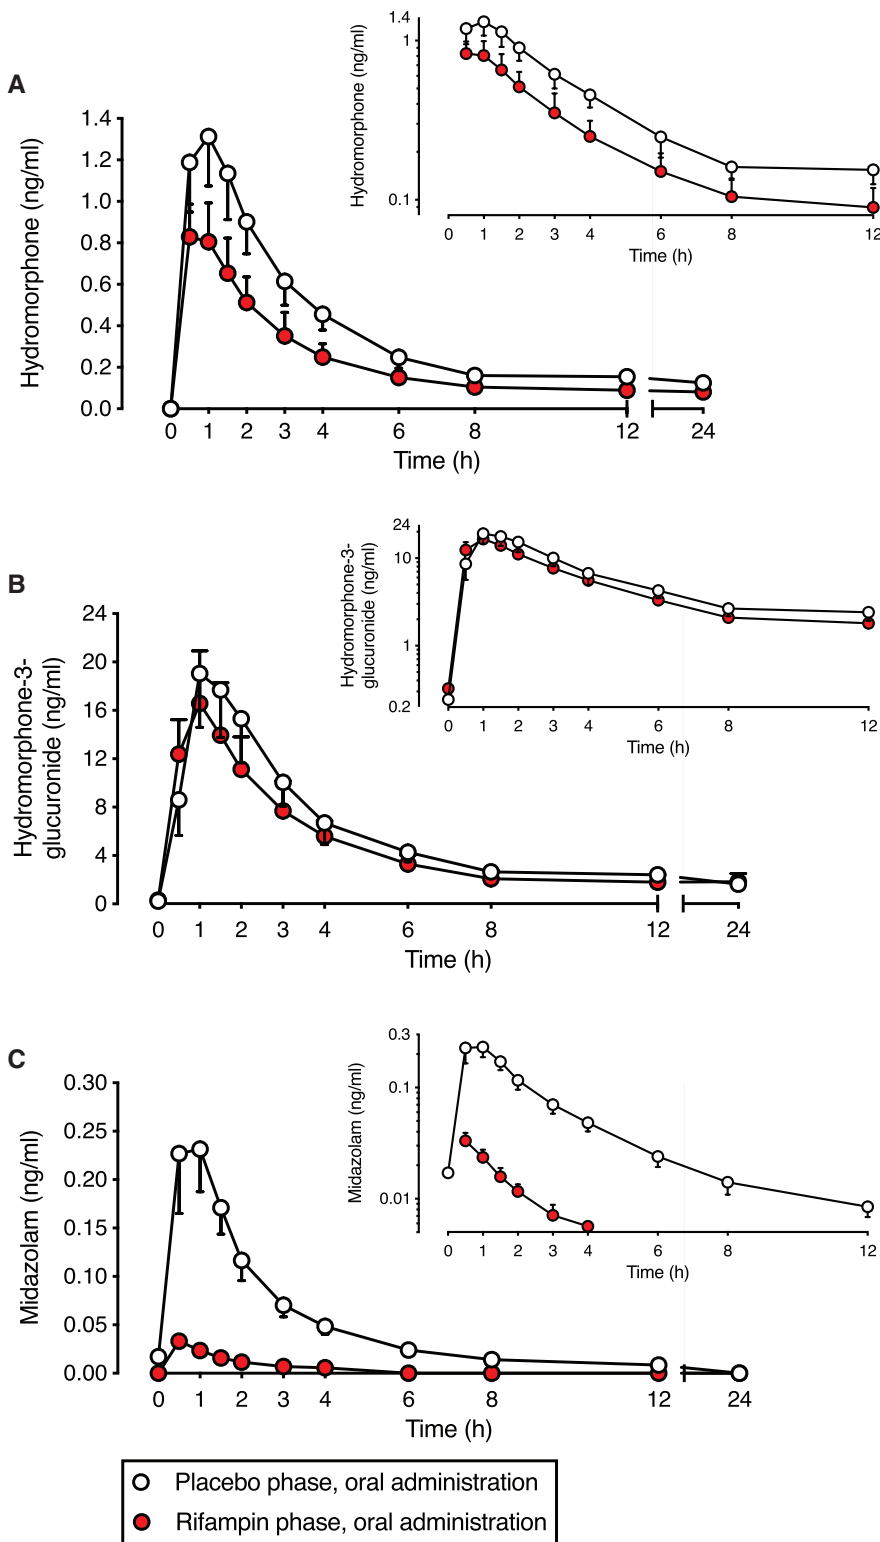 A
Hydromorphone (ng/ml)
1.4
1.2
1.0
0.8
0.6
0.4
0.2
0.0
0 1 2 3 4 6 8 12 24
Time (h)
Hydromorphone (ng/ml)
1.4
1
0.1
0 1 2 3 4 6 8 12
Time (h)
B
Hydromorphone-3-
glucuronide (ng/ml)
24
20
16
12
8
4
0
0 1 2 3 4 6 8 12 24
Time (h)
Hydromorphone-3-
glucuronide (ng/ml)
24
10
1
0.2
0 1 2 3 4 6 8 12
Time (h)
C
Midazolam (ng/ml)
0.30
0.25
0.20
0.15
0.10
0.05
0.00
0 1 2 3 4 6 8 12 24
Time (h)
Midazolam (ng/ml)
0.3
0.1
0.01
0 1 2 3 4 6 8 12
Time (h)
Placebo phase, oral administration
Rifampin phase, oral administration